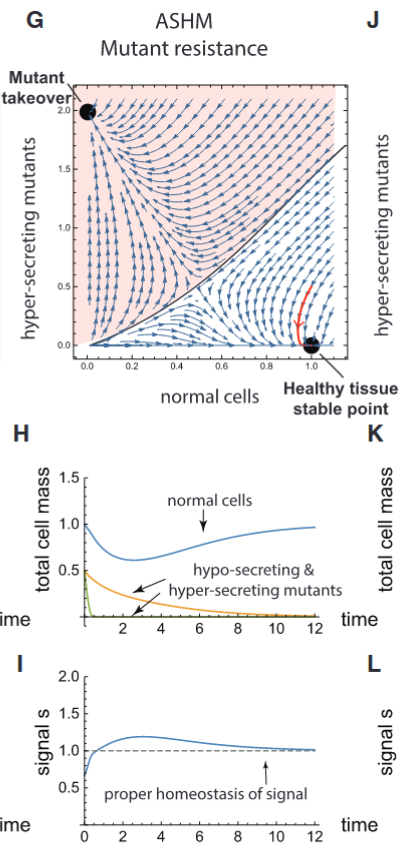 G
ASHM
J
Mutant resistance
Mutant
takeover
2.0
1.5
1.0
0.5
0.0
hyper-secreting mutants
0.0 0.2 0.4 0.6 0.8 1.0
normal cells
Healthy tissue
stable point
hyper-secreting mutants
H
K
total cell mass
1.5
1.0
0.5
normal cells
hypo-secreting &
hyper-secreting mutants
ime
2 4 6 8 10 12
time
total cell mass
I
L
signal s
2.0
1.5
1.0
0.5
proper homeostasis of signal
ime
0 2 4 6 8 10 12
time
signal s